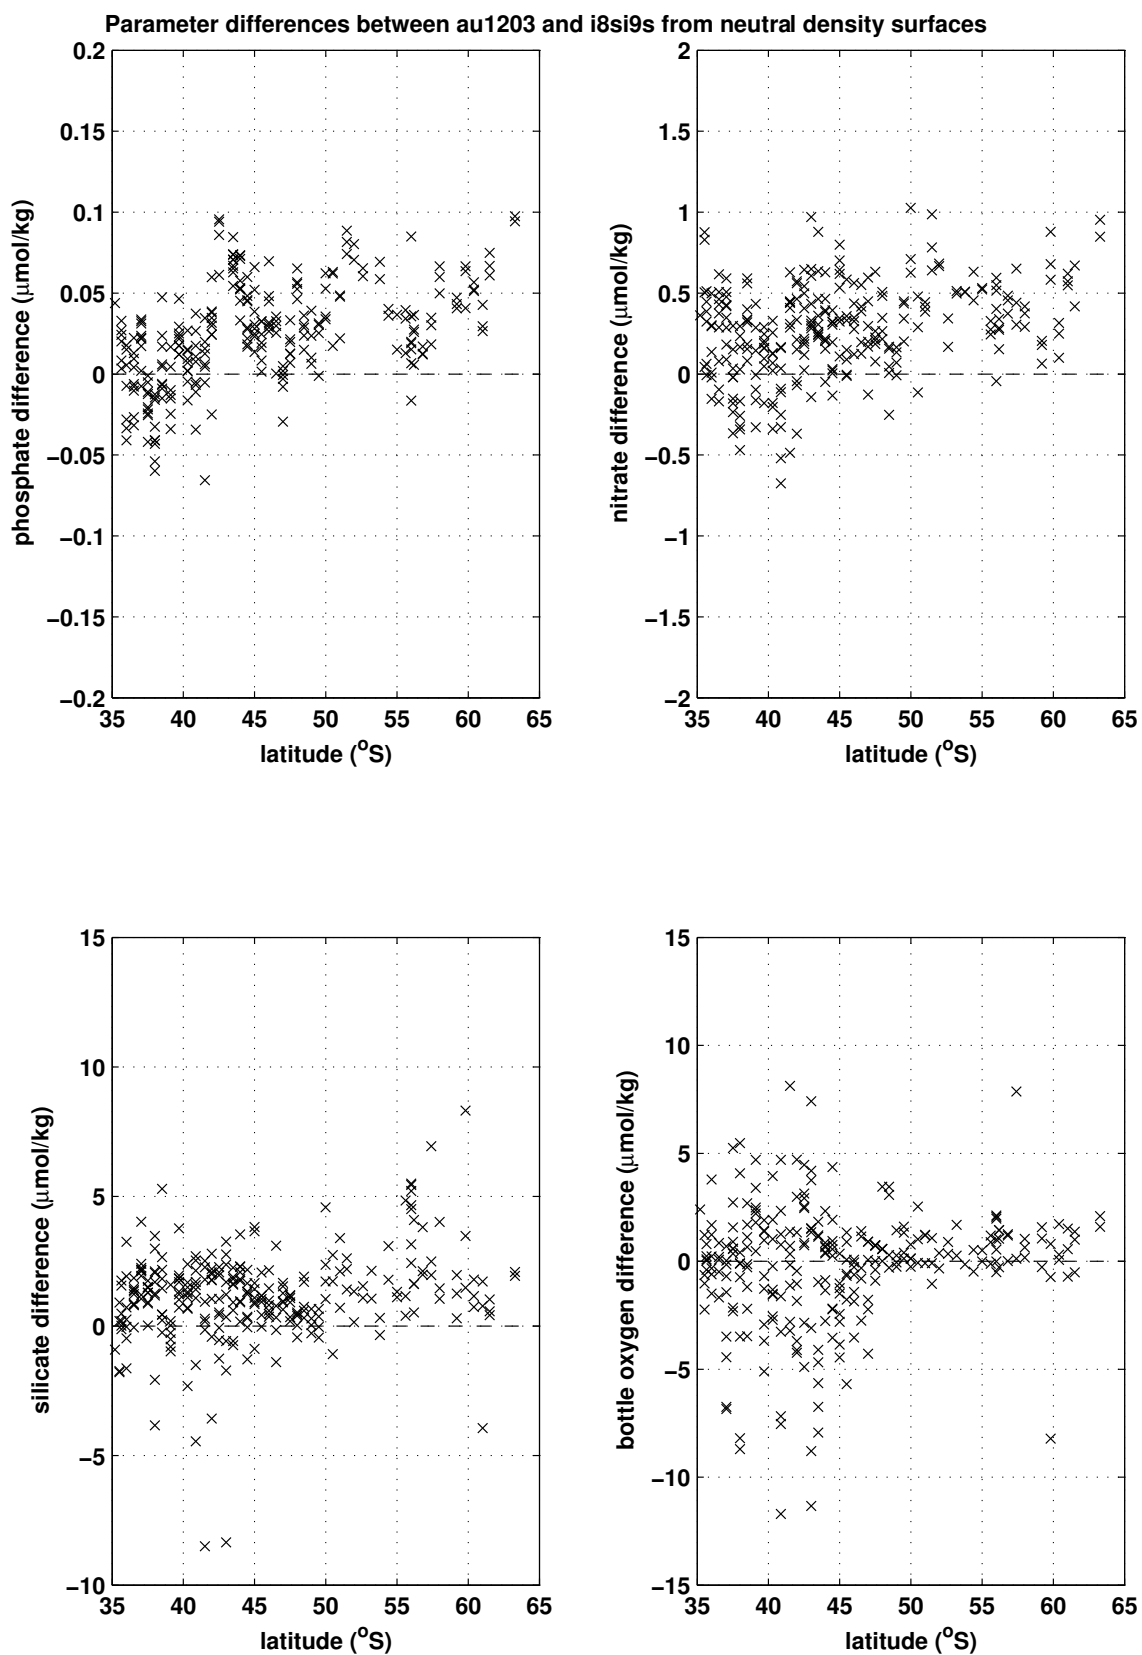 Parameter differences between au1203 and i8si9s from neutral density surfaces
phosphate difference (μmol/kg)
0.2
0.15
0.1
0.05
0
−0.05
−0.1
−0.15
−0.2
35 40 45 50 55 60 65
latitude (°S)
nitrate difference (μmol/kg)
2
1.5
1
0.5
0
−0.5
−1
−1.5
−2
35 40 45 50 55 60 65
latitude (°S)
silicate difference (μmol/kg)
15
10
5
0
−5
−10
35 40 45 50 55 60 65
latitude (°S)
bottle oxygen difference (μmol/kg)
15
10
5
0
−5
−10
−15
35 40 45 50 55 60 65
latitude (°S)